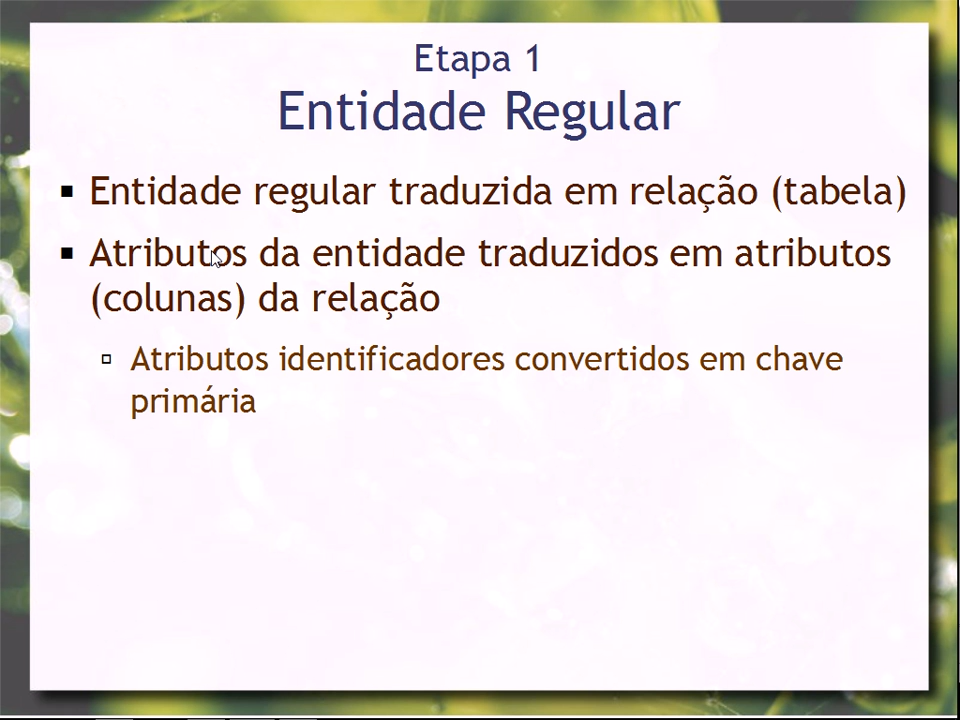 Etapa 1
Entidade Regular
Entidade regular traduzida em relação (tabela)
Atributos da entidade traduzidos em atributos
(colunas) da relação
Atributos identificadores convertidos em chave
primária